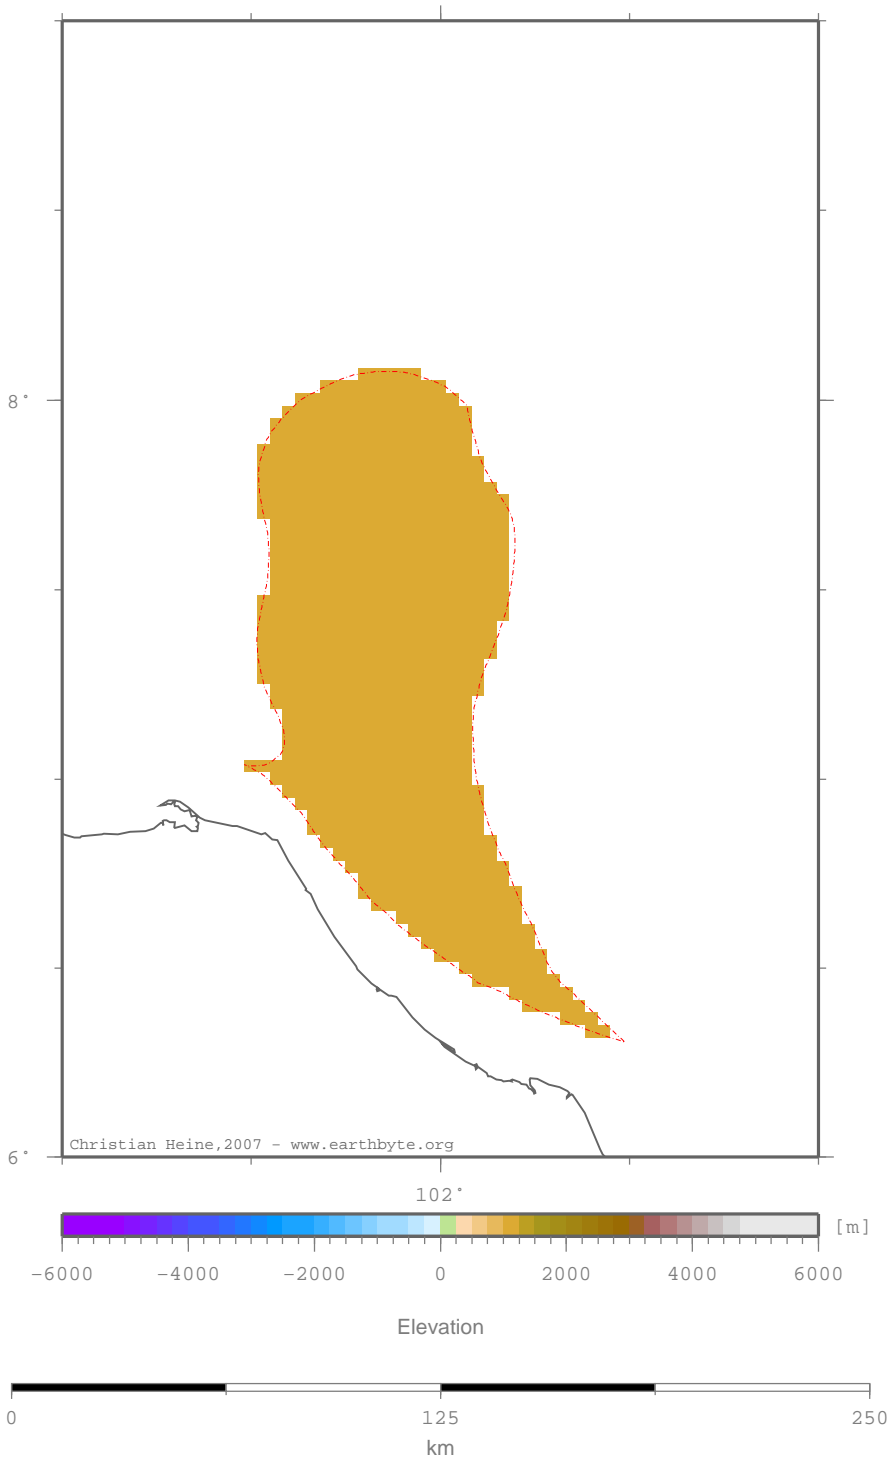 8°
Christian Heine,2007 - www.earthbyte.org
6°
102°
[m]
-6000 -4000 -2000 0 2000 4000 6000
Elevation
0 125 250
km